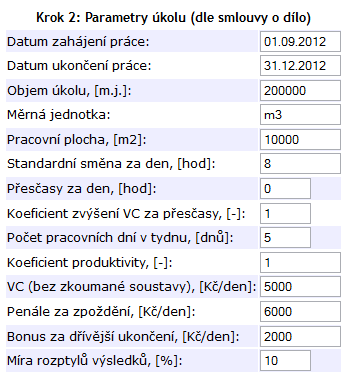 Krok 2: Parametry úkolu (dle smlouvy o dílo)
Datum zahájení práce: 01.09.2012
Datum ukončení práce: 31.12.2012
Objem úkolu, [m.j.]: 200000
Měrná jednotka: m3
Pracovní plocha, [m2]: 10000
Standardní směna za den, [hod]: 8
Přesčasy za den, [hod]: 0
Koeficient zvýšení VC za přesčasy, [-]: 1
Počet pracovních dní v tydnu, [dnů]: 5
Koeficient produktivity, [-]: 1
VC (bez zkoumané soustavy), [Kč/den]: 5000
Penále za zpoždění, [Kč/den]: 6000
Bonus za dřívější ukončení, [Kč/den]: 2000
Míra rozptylů výsledků, [%]: 10